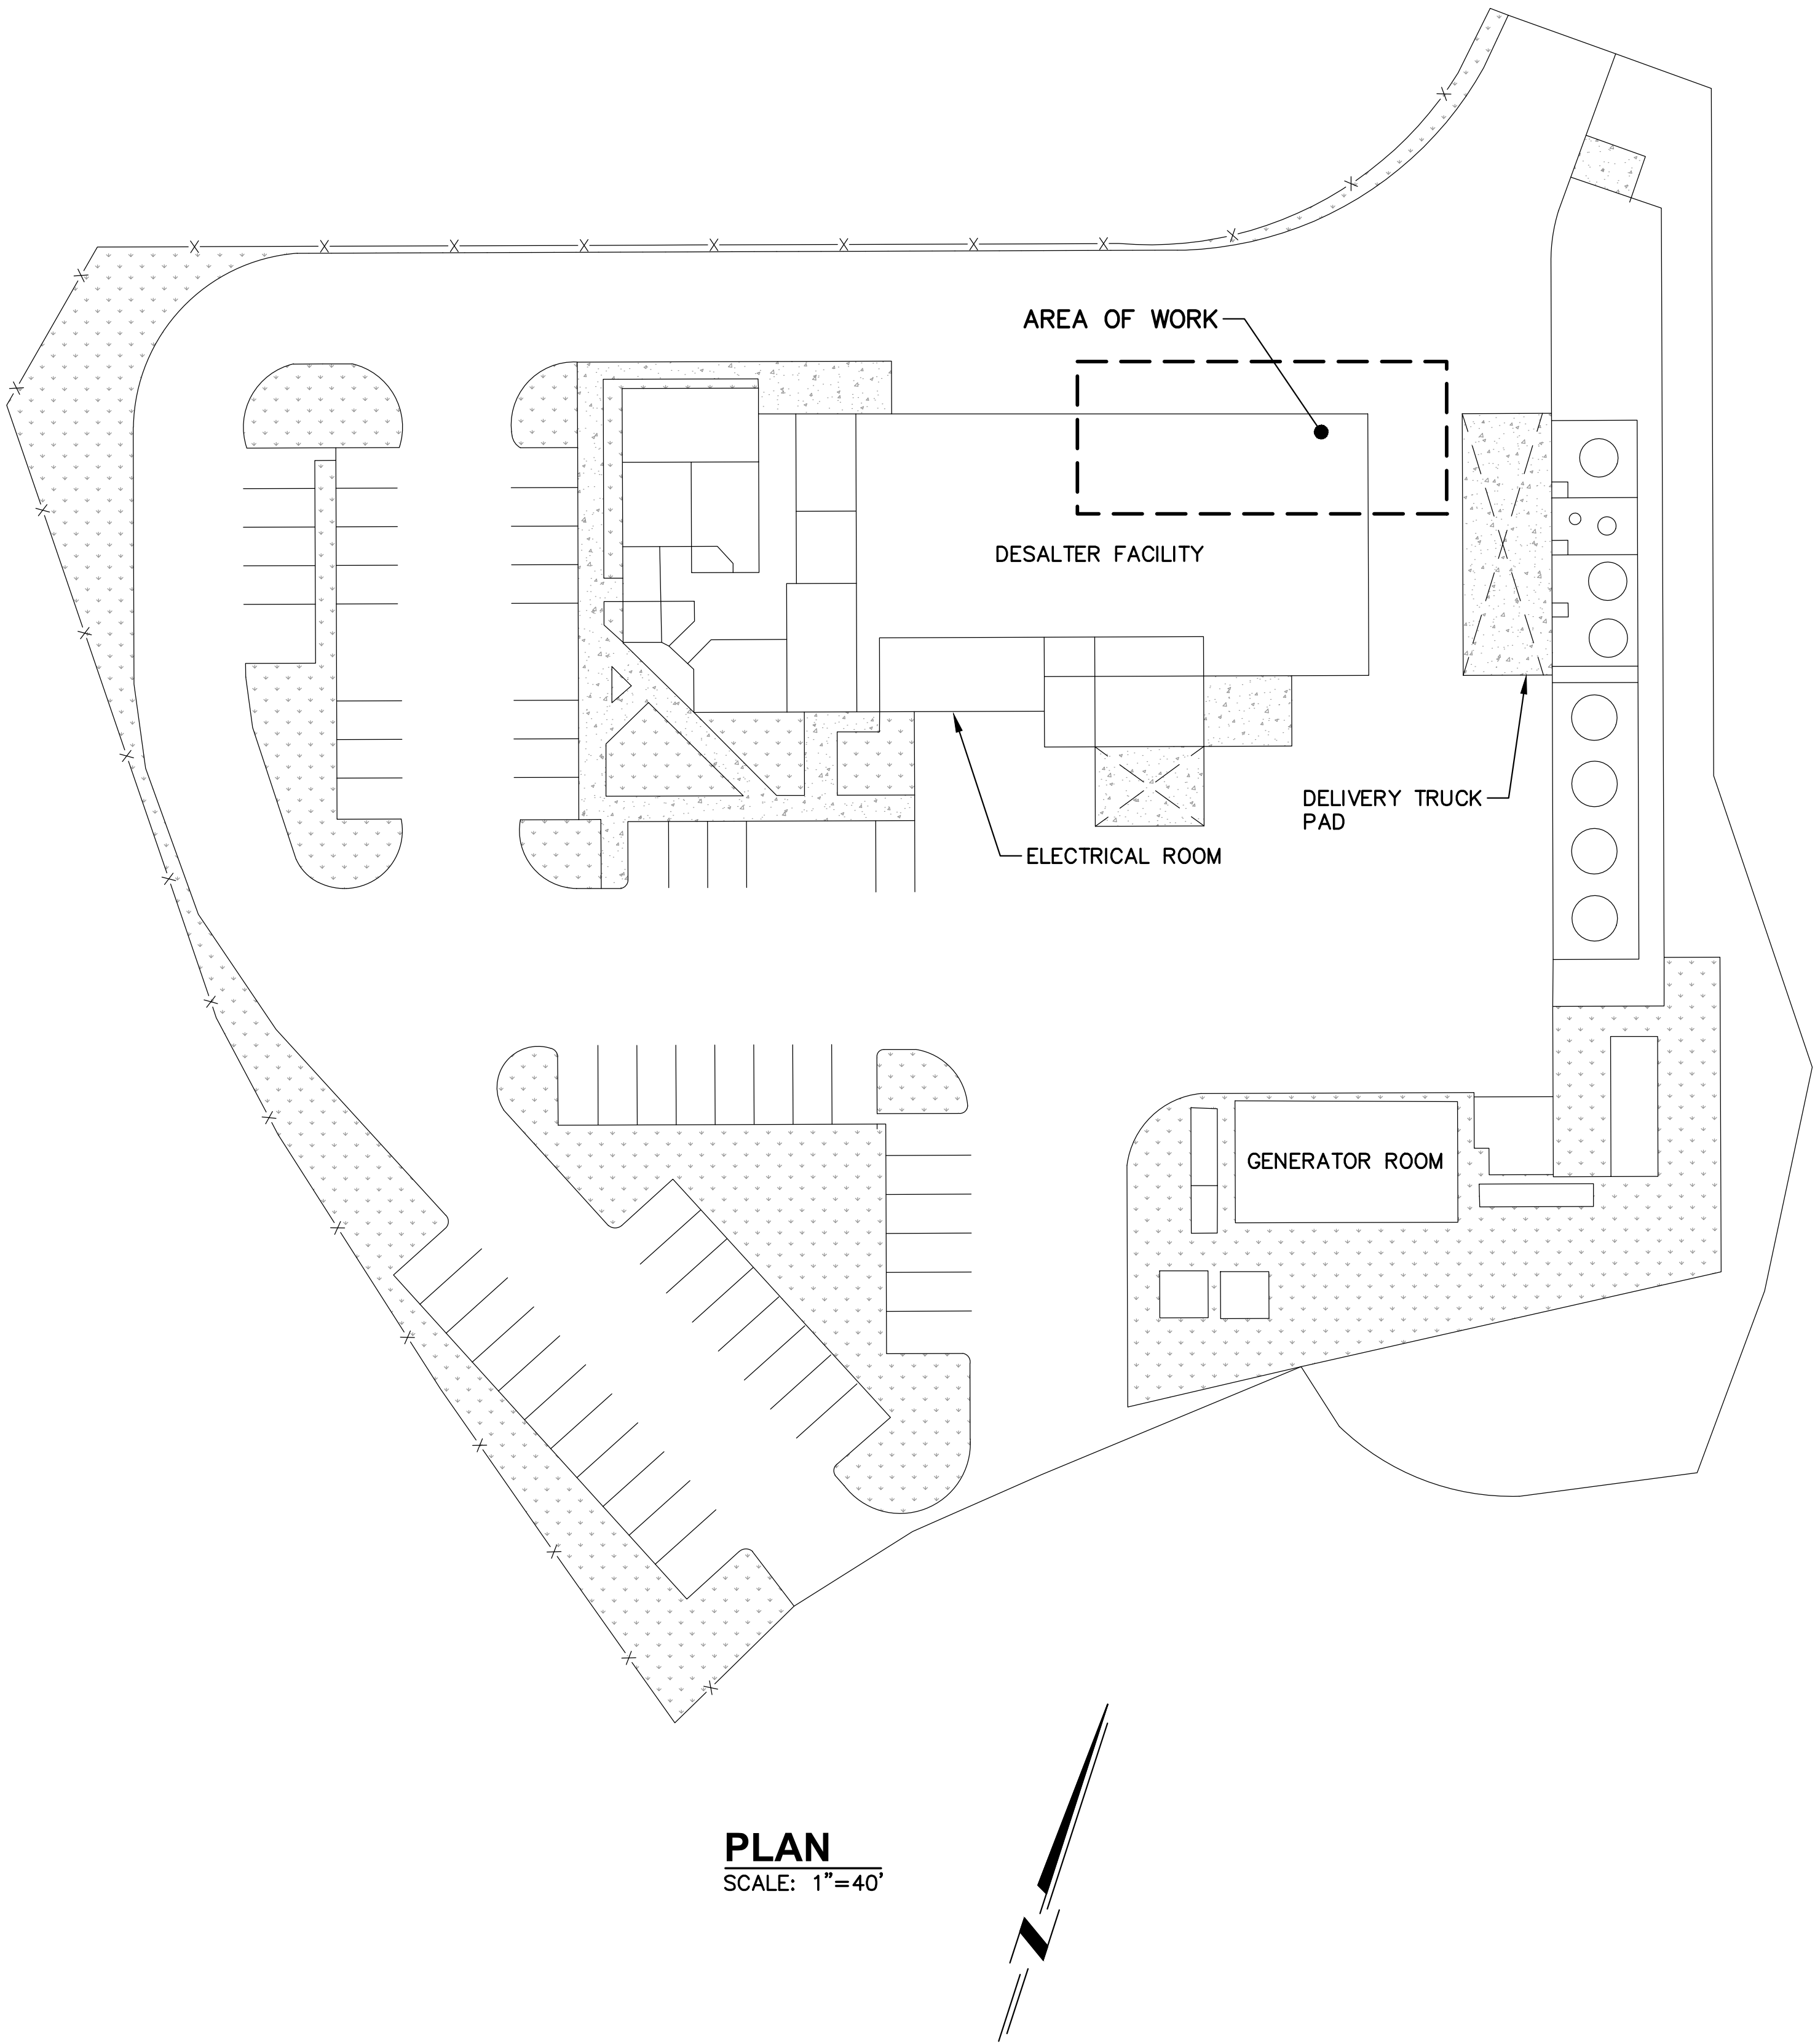 AREA OF WORK
DESALTER FACILITY
DELIVERY TRUCK
PAD
ELECTRICAL ROOM
GENERATOR ROOM
PLAN
SCALE: 1"=40'
N